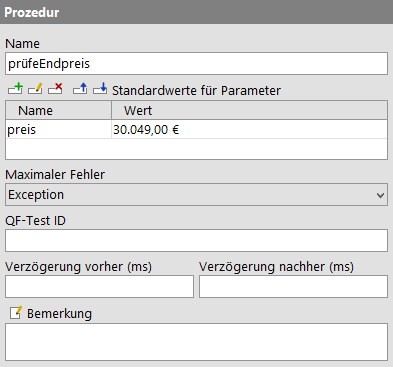 Prozedur
Name
prüfeEndpreis
Standardwerte für Parameter
Name Wert
preis 30.049,00 €
Maximaler Fehler
Exception
QF-Test ID
Verzögerung vorher (ms) Verzögerung nachher (ms)
Bemerkung